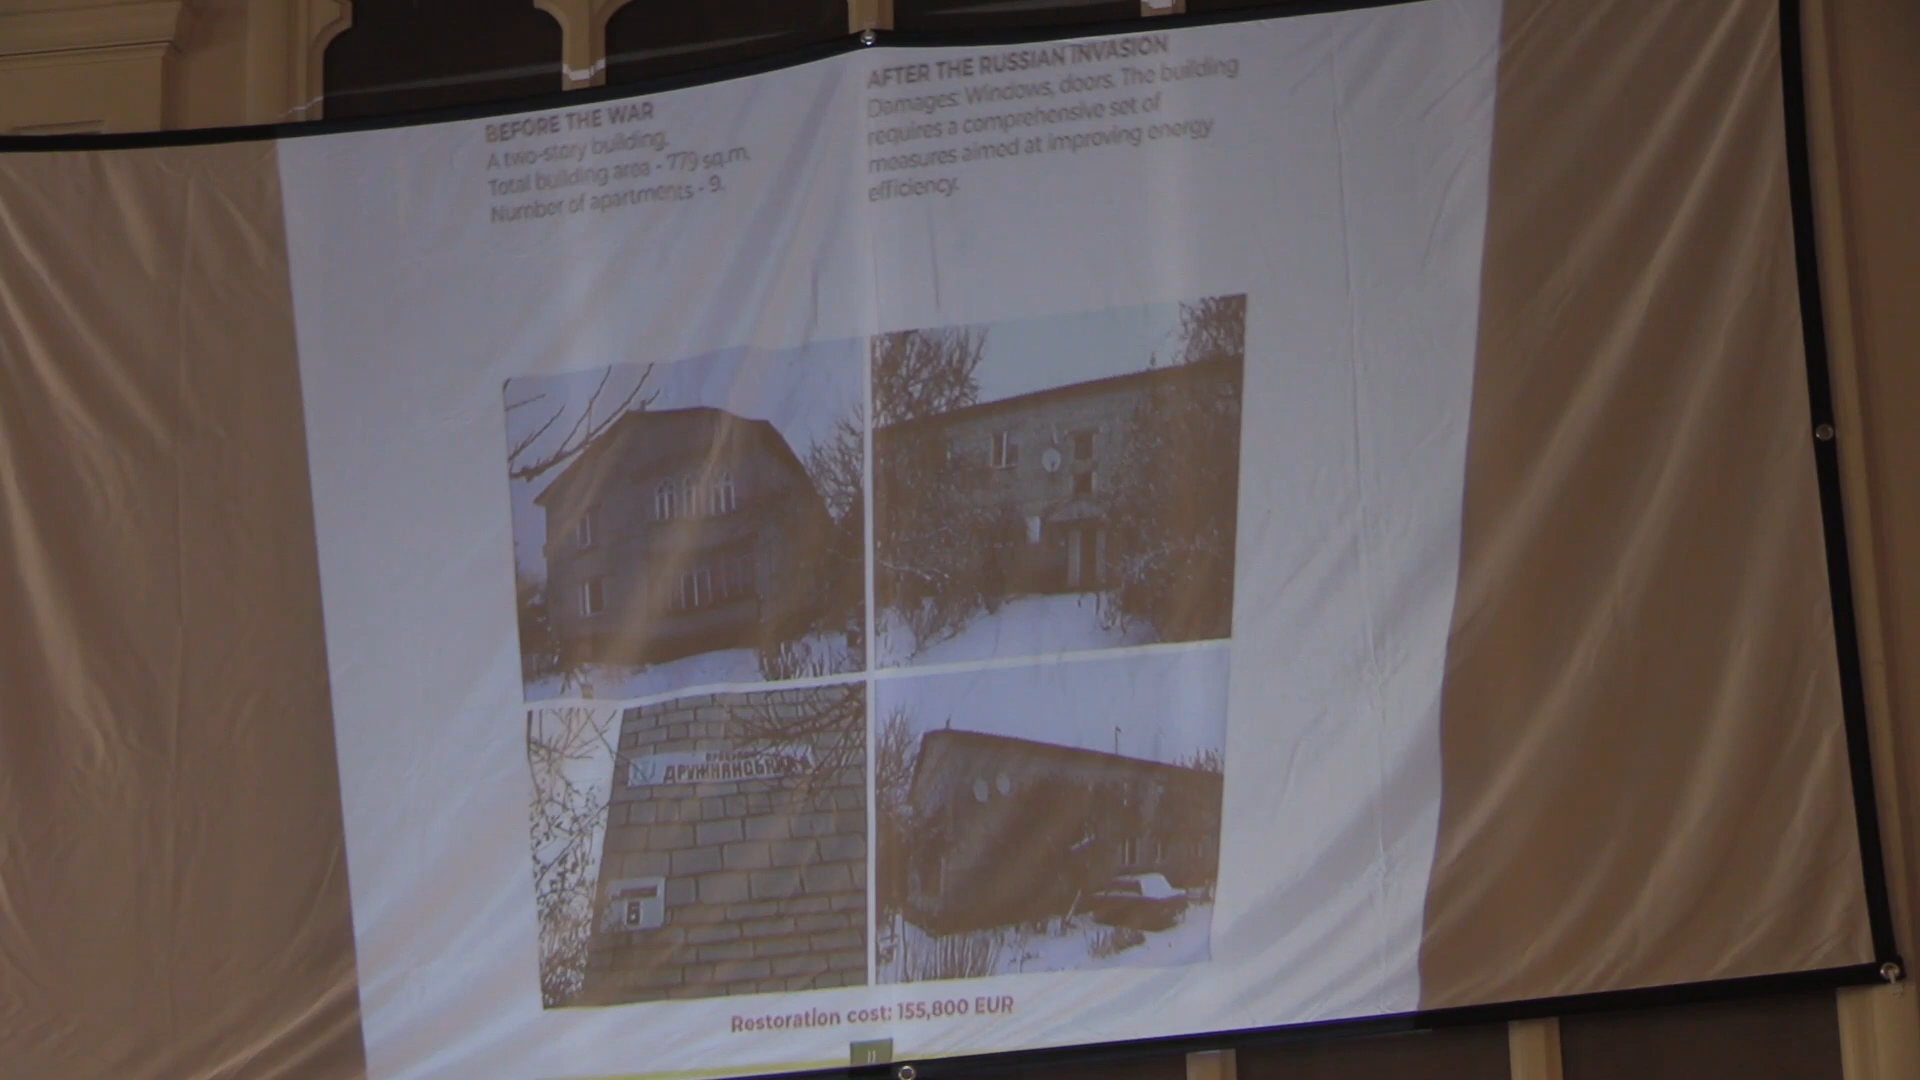 BEFORE THE WAR
A two-story building.
Total building area - 779 sq.m.
Number of apartments - 9.
AFTER THE RUSSIAN INVASION
Damages: Windows, doors. The building
requires a comprehensive set of
measures aimed at improving energy
efficiency.
6
Restoration cost: 155,800 EUR
11